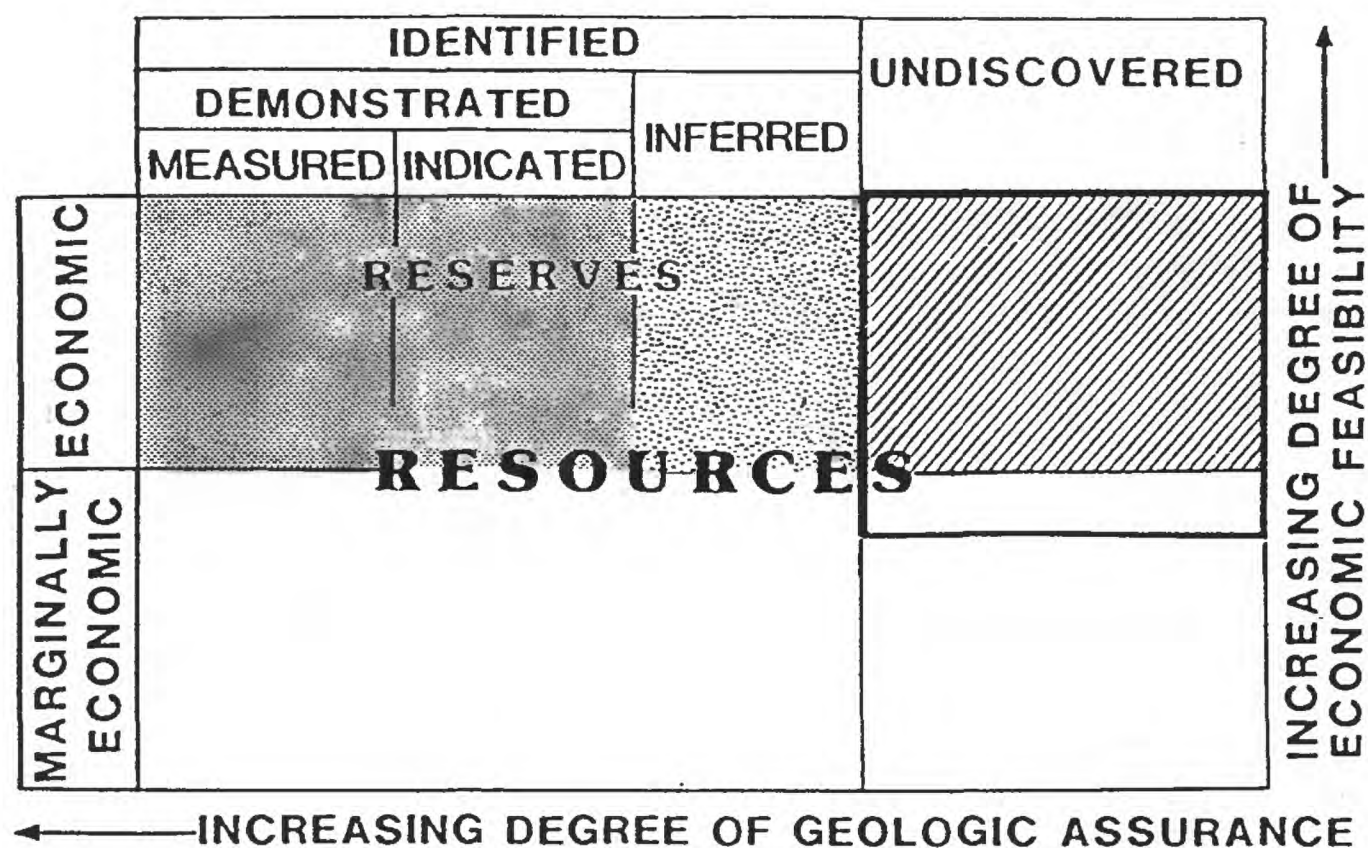 IDENTIFIED
UNDISCOVERED
DEMONSTRATED
INFERRED
MEASURED
INDICATED
ECONOMIC
RESERVES
RESOURCES
MARGINALLY
ECONOMIC
INCREASING DEGREE OF
ECONOMIC FEASIBILITY
INCREASING DEGREE OF GEOLOGIC ASSURANCE